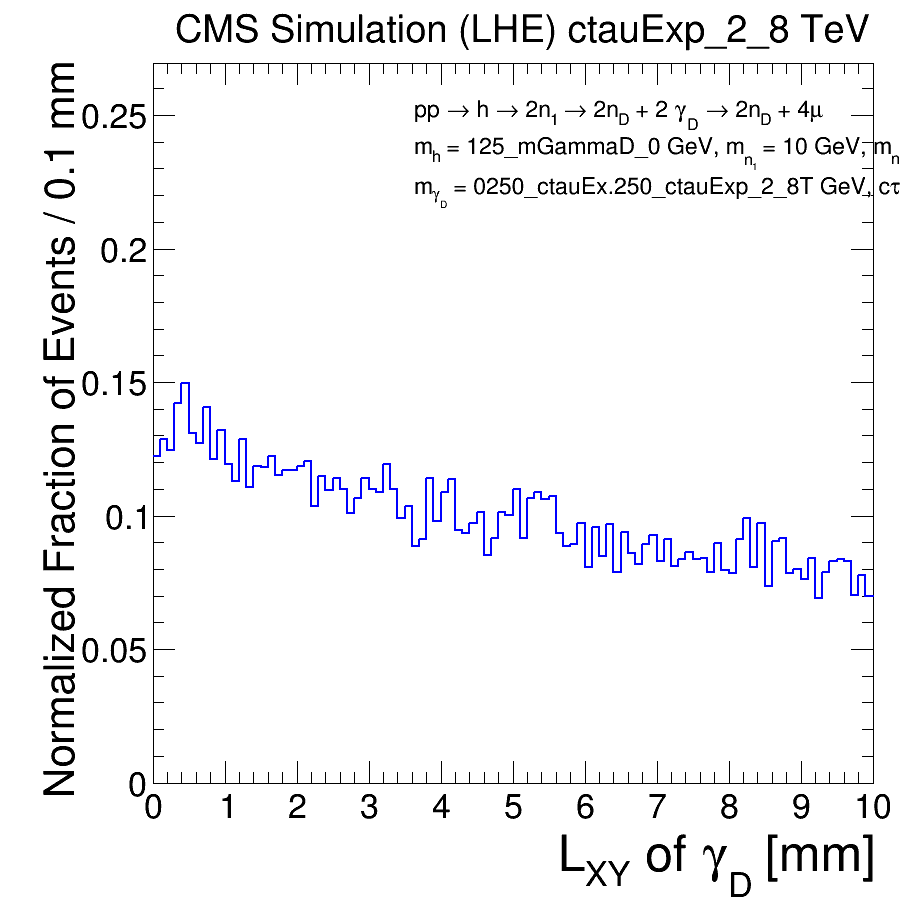 CMS Simulation (LHE) ctauExp_2_8 TeV
pp → h → 2n1 → 2nD + 2 γD → 2nD + 4μ
mh = 125_mGammaD_0 GeV, mn1 = 10 GeV, mn
mγD = 0250_ctauEx.250_ctauExp_2_8T GeV, cτ
Normalized Fraction of Events / 0.1 mm
0.25
0.2
0.15
0.1
0.05
0
0 1 2 3 4 5 6 7 8 9 10
LXY of γD [mm]